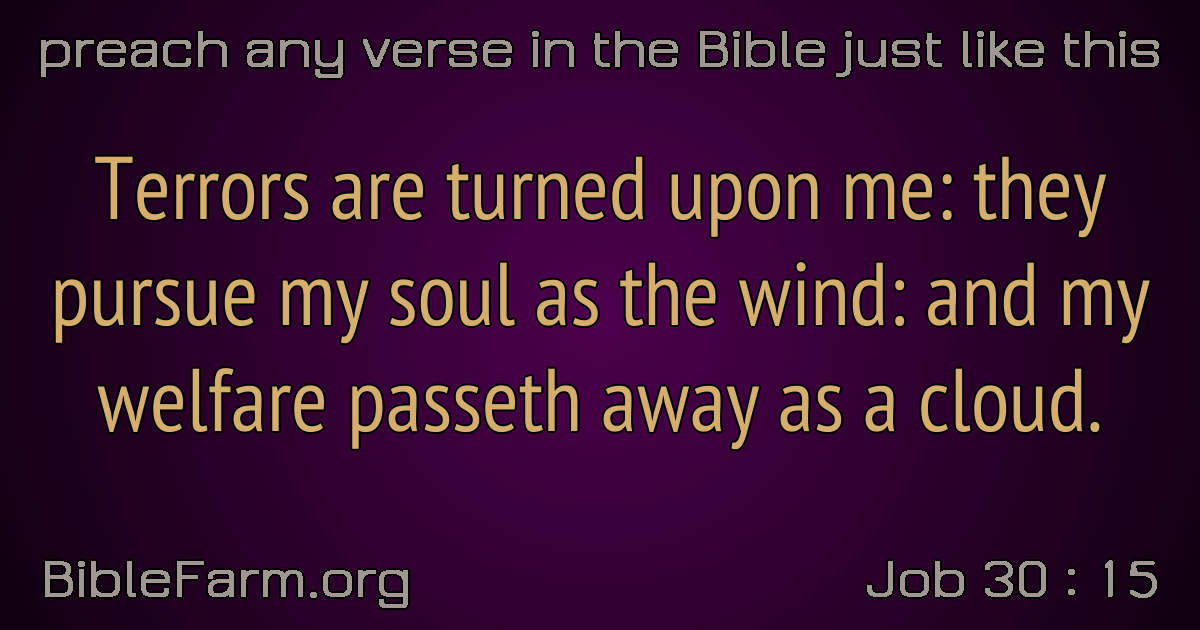 preach any verse in the Bible just like this
Terrors are turned upon me: they
pursue my soul as the wind: and my
welfare passeth away as a cloud.
BibleFarm.org
Job 30 : 15